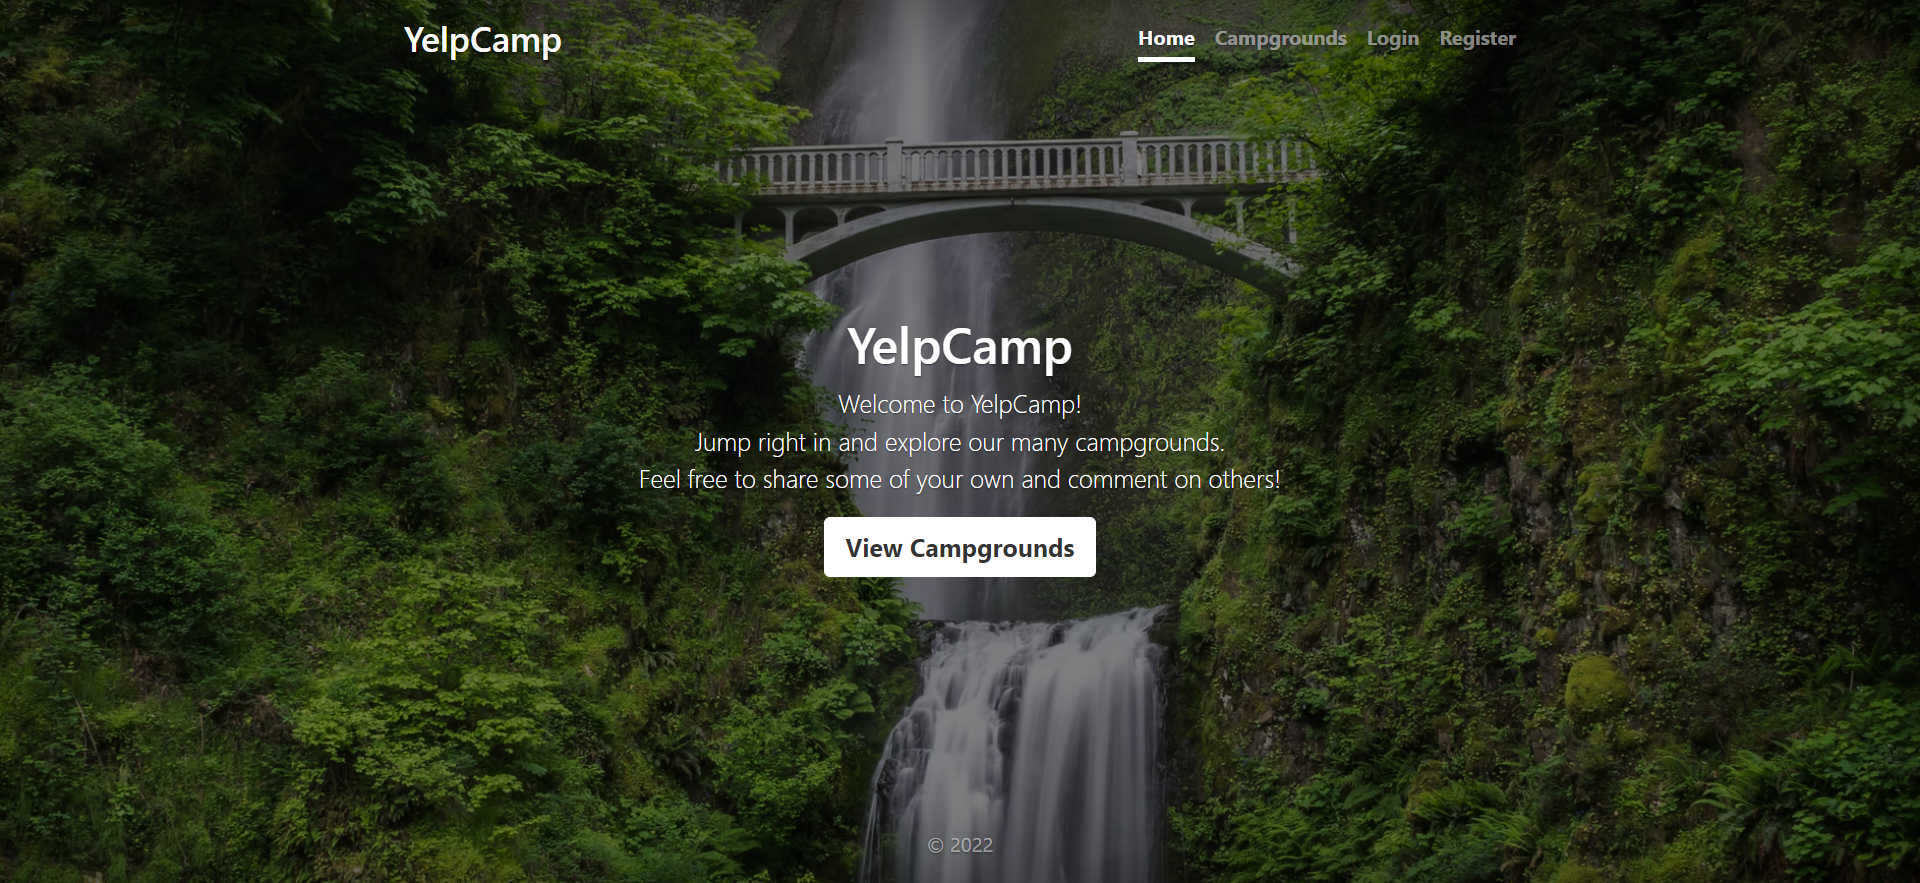 YelpCamp
Home Campgrounds Login Register
YelpCamp
Welcome to YelpCamp!
Jump right in and explore our many campgrounds.
Feel free to share some of your own and comment on others!
View Campgrounds
© 2022